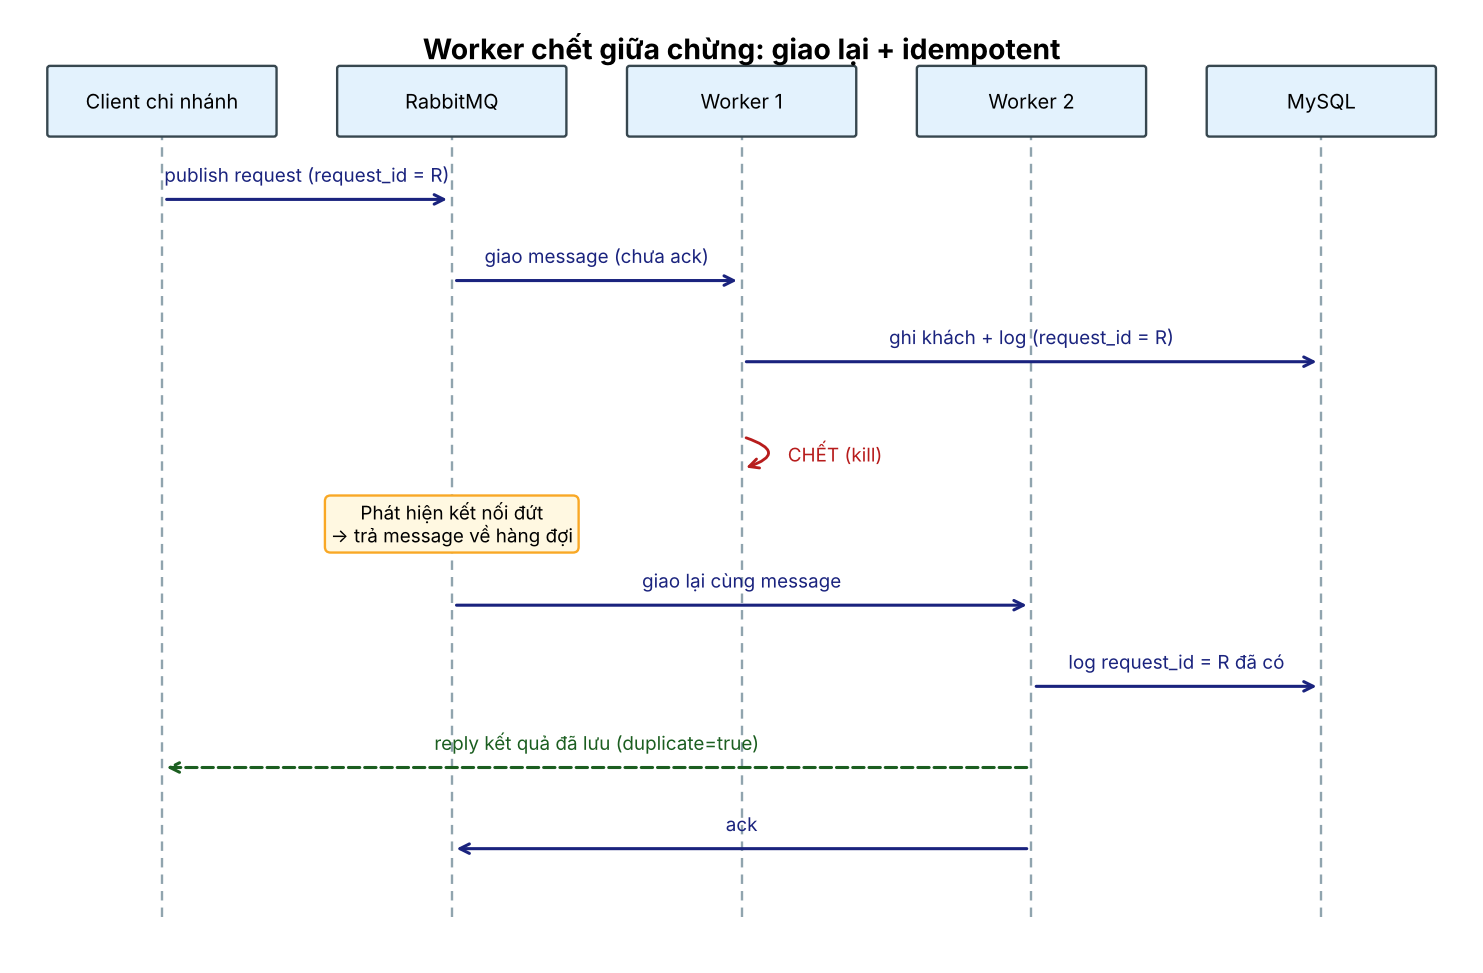 Worker chết giữa chừng: giao lại + idempotent
Client chi nhánh
RabbitMQ
Worker 1
Worker 2
MySQL
publish request (request_id = R)
giao message (chưa ack)
ghi khách + log (request_id = R)
CHẾT (kill)
Phát hiện kết nối đứt
→ trả message về hàng đợi
giao lại cùng message
log request_id = R đã có
reply kết quả đã lưu (duplicate=true)
ack